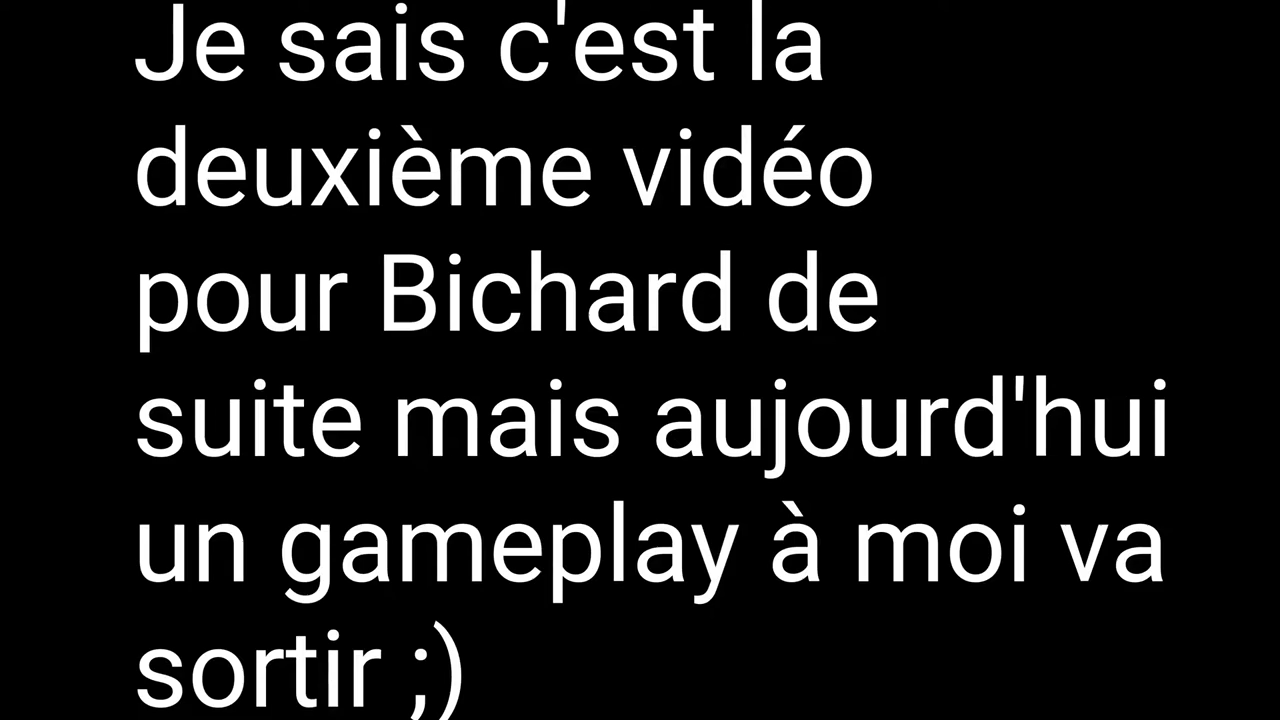 Je sais c'est la
deuxième vidéo
pour Bichard de
suite mais aujourd'hui
un gameplay à moi va
sortir ;)